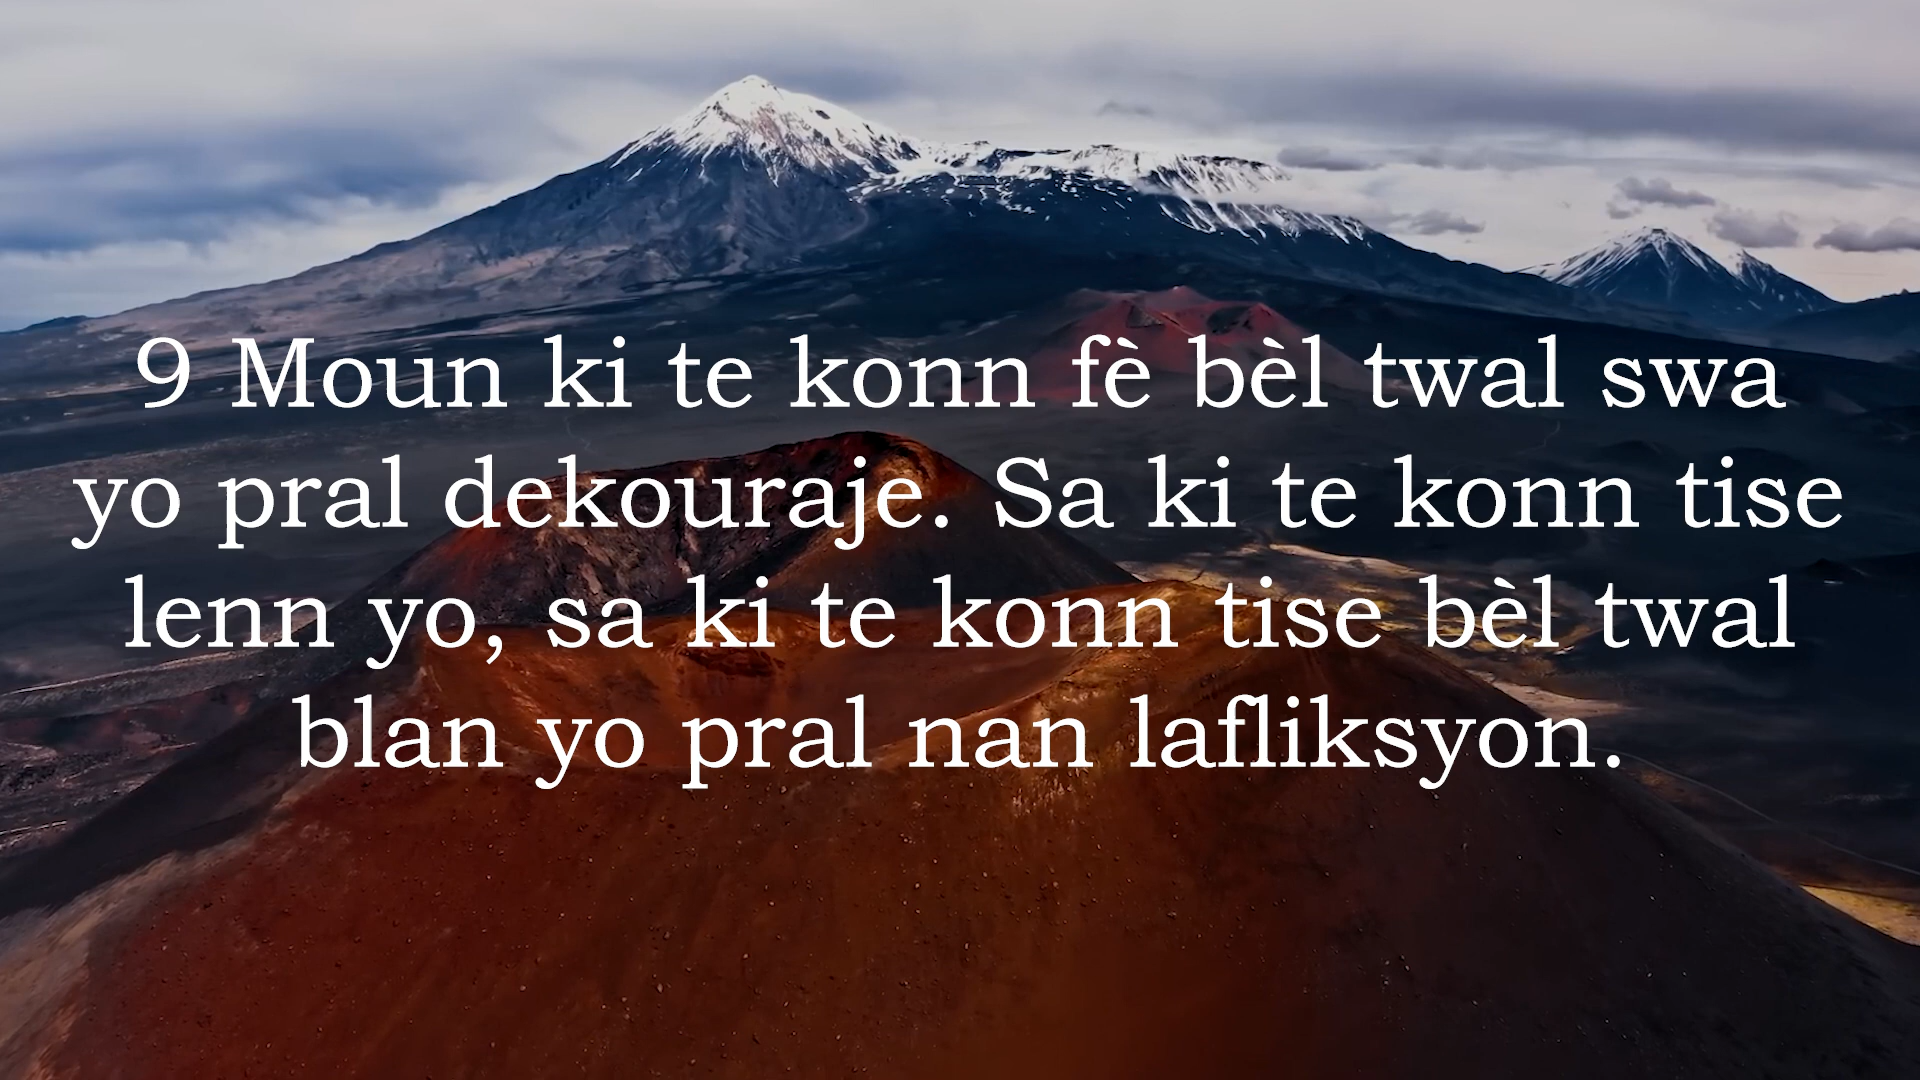 9 Moun ki te konn fè bèl twal swa
yo pral dekouraje. Sa ki te konn tise
lenn yo, sa ki te konn tise bèl twal
blan yo pral nan lafliksyon.